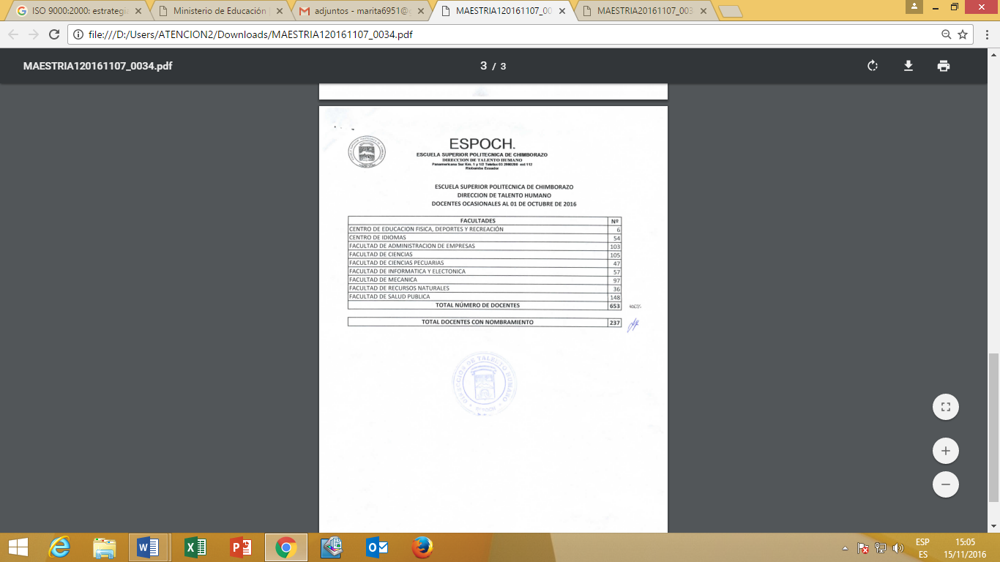 ISO 9000:2000: estrategi
Ministerio de Educación
adjuntos - marita6951@g
MAESTRIA120161107_00
MAESTRIA20161107_003
file:///D:/Users/ATENCION2/Downloads/MAESTRIA120161107_0034.pdf
MAESTRIA120161107_0034.pdf
3 / 3
ESPOCH.
ESCUELA SUPERIOR POLITECNICA DE CHIMBORAZO
DIRECCION DE TALENTO HUMANO
Panamericana Sur Km. 1 y 1/2 Telefax 03 2980206 ext 112
Riobamba Ecuador
ESCUELA SUPERIOR POLITECNICA DE CHIMBORAZO
DIRECCION DE TALENTO HUMANO
DOCENTES OCASIONALES AL 01 DE OCTUBRE DE 2016
FACULTADES Nº
CENTRO DE EDUCACION FISICA, DEPORTES Y RECREACIÓN 6
CENTRO DE IDIOMAS 54
FACULTAD DE ADMINISTRACION DE EMPRESAS 103
FACULTAD DE CIENCIAS 105
FACULTAD DE CIENCIAS PECUARIAS 47
FACULTAD DE INFORMATICA Y ELECTONICA 57
FACULTAD DE MECANICA 97
FACULTAD DE RECURSOS NATURALES 36
FACULTAD DE SALUD PUBLICA 148
TOTAL NÚMERO DE DOCENTES 653
TOTAL DOCENTES CON NOMBRAMIENTO 237
DIRECCION DE TALENTO HUMANO
ESP 15:05
ES 15/11/2016